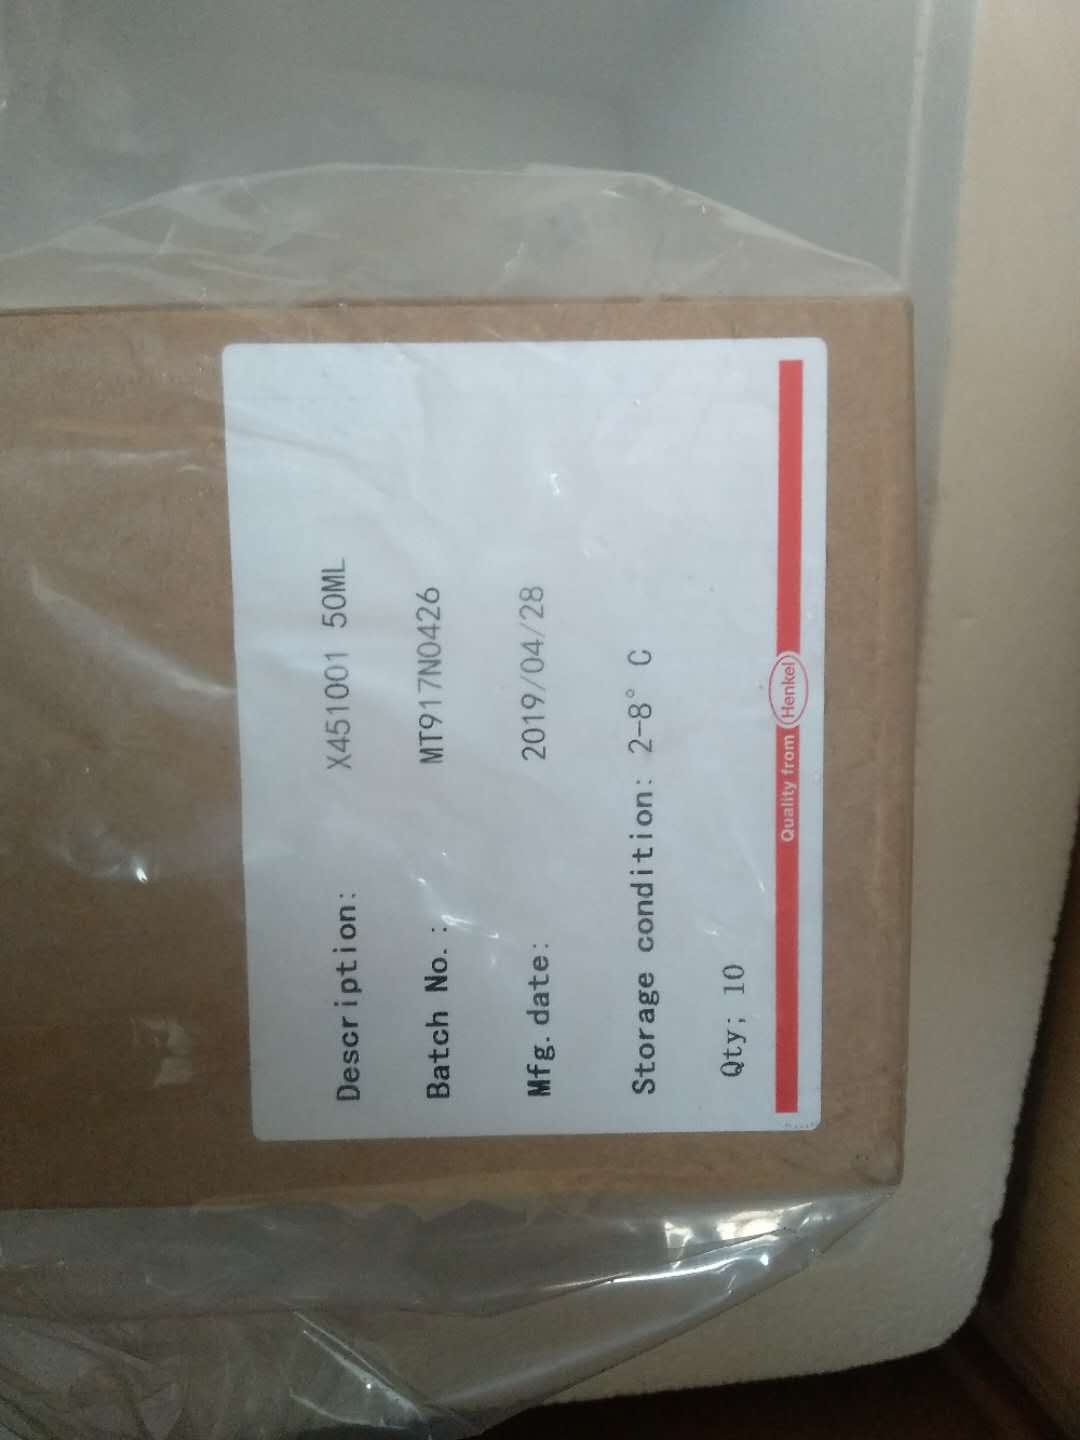 Description: X451001 50ML
Batch No.: MT917N0426
Mfg. date: 2019/04/28
Storage condition: 2-8° C
Qty; 10
Quality from Henkel